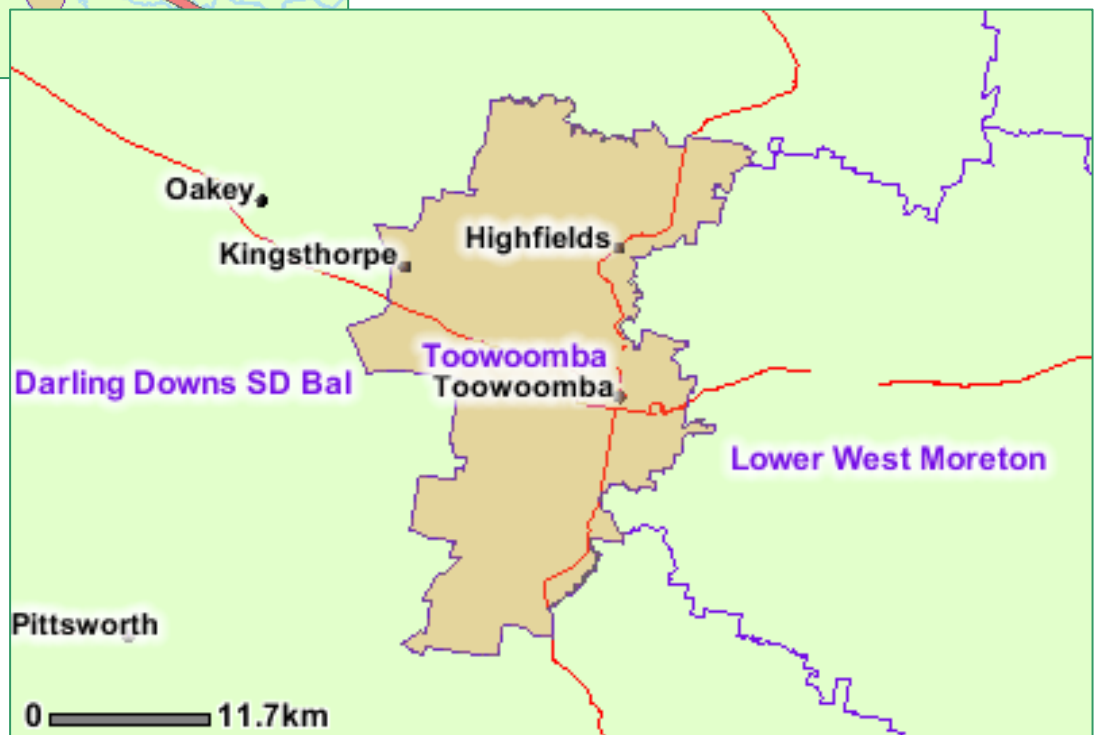 Oakey
Kingsthorpe
Highfields
Toowoomba
Darling Downs SD Bal
Toowoomba
Lower West Moreton
Pittsworth
0 11.7km